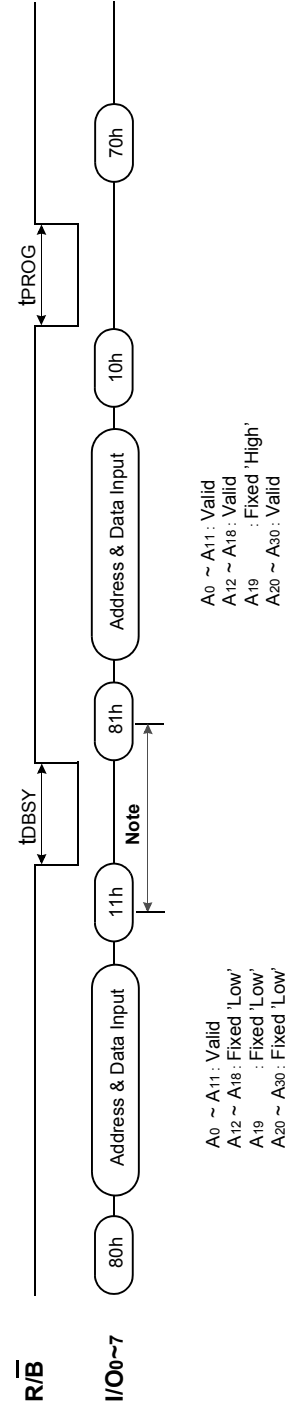 R/B
tDBSY
tPROG
I/O0~7
80h
Address & Data Input
11h
81h
Address & Data Input
10h
70h
Note
A0 ~ A11 : Valid
A12 ~ A18 : Fixed 'Low'
A19 : Fixed 'Low'
A20 ~ A30 : Fixed 'Low'
A0 ~ A11 : Valid
A12 ~ A18 : Valid
A19 : Fixed 'High'
A20 ~ A30 : Valid